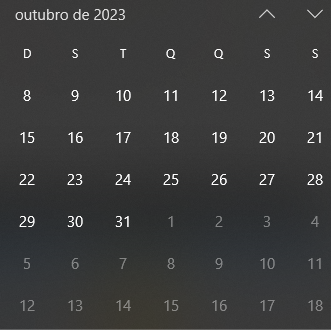 outubro de 2023
D S T Q Q S S
8 9 10 11 12 13 14
15 16 17 18 19 20 21
22 23 24 25 26 27 28
29 30 31 1 2 3 4
5 6 7 8 9 10 11
12 13 14 15 16 17 18